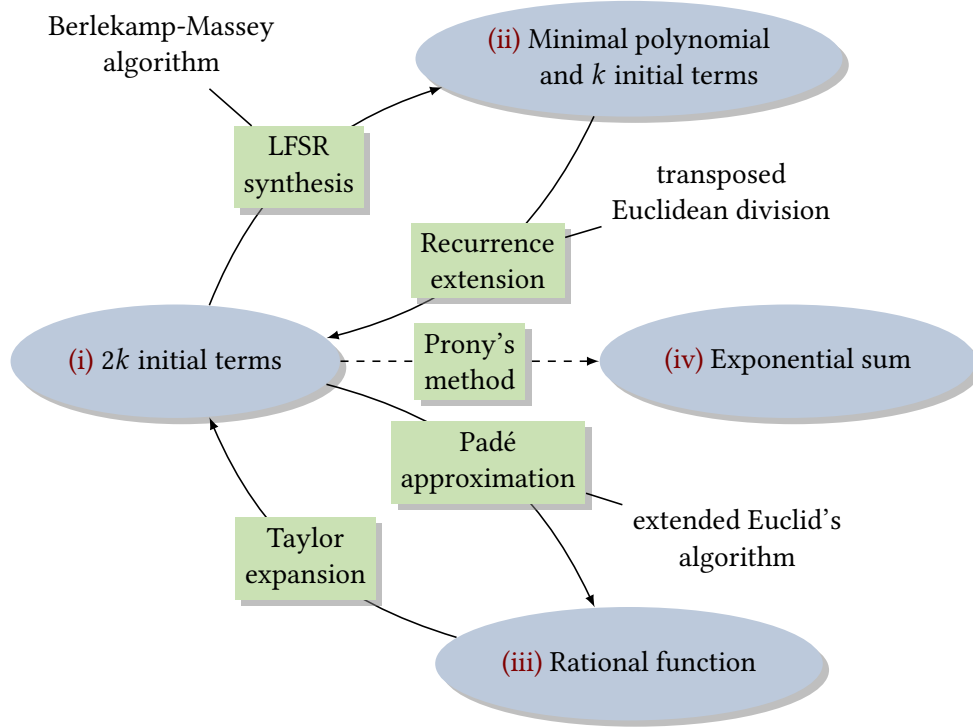 Berlekamp-Massey
algorithm
(ii) Minimal polynomial
and k initial terms
LFSR
synthesis
transposed
Euclidean division
Recurrence
extension
(i) 2k initial terms
Prony's
method
(iv) Exponential sum
Padé
approximation
extended Euclid's
algorithm
Taylor
expansion
(iii) Rational function